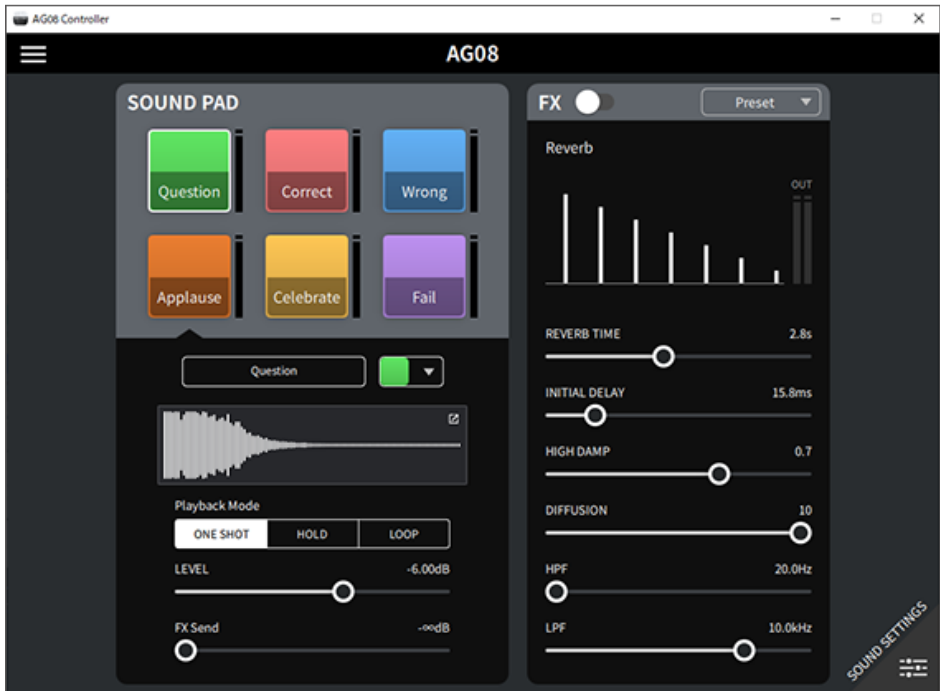 AG08 Controller
AG08
SOUND PAD
Question
Correct
Wrong
Applause
Celebrate
Fail
Question
Playback Mode
ONE SHOT
HOLD
LOOP
LEVEL -6.00dB
FX Send -∞dB
FX
Preset
Reverb
OUT
REVERB TIME 2.8s
INITIAL DELAY 15.8ms
HIGH DAMP 0.7
DIFFUSION 10
HPF 20.0Hz
LPF 10.0kHz
SOUND SETTINGS